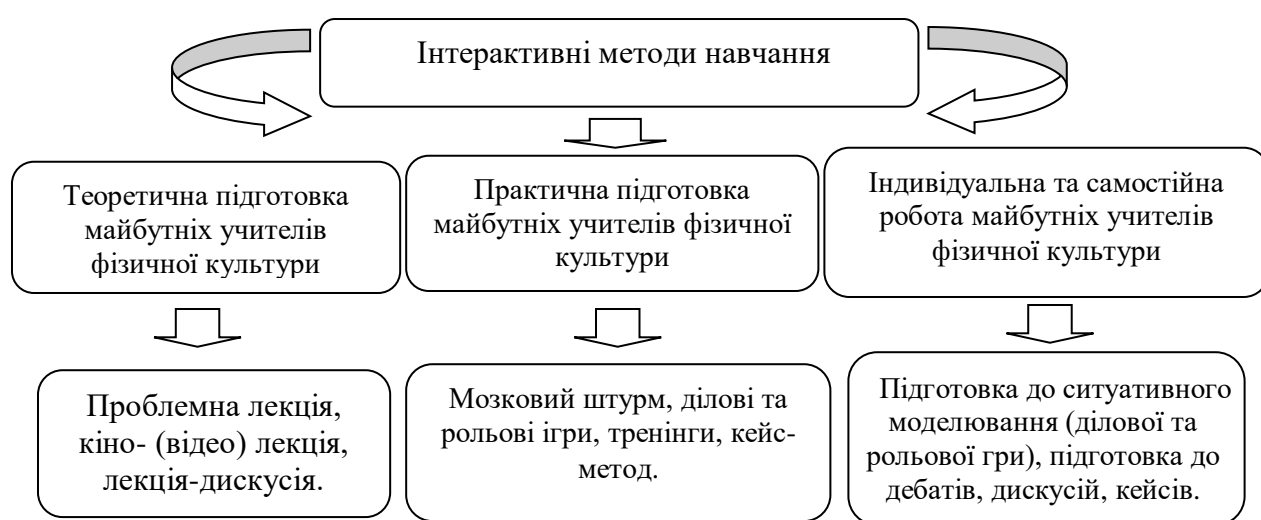 Інтерактивні методи навчання
Теоретична підготовка
майбутніх учителів
фізичної культури
Практична підготовка
майбутніх учителів фізичної
культури
Індивідуальна та самостійна
робота майбутніх учителів
фізичної культури
Проблемна лекція,
кіно- (відео) лекція,
лекція-дискусія.
Мозковий штурм, ділові та
рольові ігри, тренінги, кейс-
метод.
Підготовка до ситуативного
моделювання (ділової та
рольової гри), підготовка до
дебатів, дискусій, кейсів.